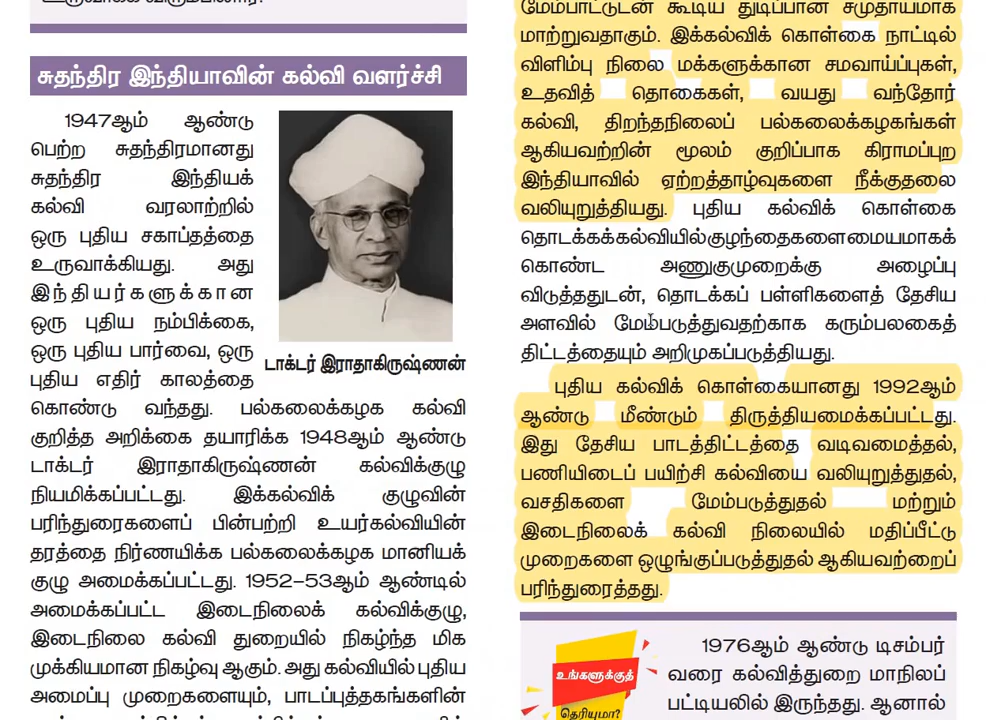 சுதந்திர இந்தியாவின் கல்வி வளர்ச்சி
1947ஆம் ஆண்டு
பெற்ற சுதந்திரமானது
சுதந்திர இந்தியக்
கல்வி வரலாற்றில்
ஒரு புதிய சகாப்தத்தை
உருவாக்கியது. அது
இந்தியர்களுக்கான
ஒரு புதிய நம்பிக்கை,
ஒரு புதிய பார்வை, ஒரு
புதிய எதிர் காலத்தை
டாக்டர் இராதாகிருஷ்ணன்
கொண்டு வந்தது. பல்கலைக்கழக கல்வி
குறித்த அறிக்கை தயாரிக்க 1948ஆம் ஆண்டு
டாக்டர் இராதாகிருஷ்ணன் கல்விக்குழு
நியமிக்கப்பட்டது. இக்கல்விக் குழுவின்
பரிந்துரைகளைப் பின்பற்றி உயர்கல்வியின்
தரத்தை நிர்ணயிக்க பல்கலைக்கழக மானியக்
குழு அமைக்கப்பட்டது. 1952–53ஆம் ஆண்டில்
அமைக்கப்பட்ட இடைநிலைக் கல்விக்குழு,
இடைநிலை கல்வி துறையில் நிகழ்ந்த மிக
முக்கியமான நிகழ்வு ஆகும். அது கல்வியில் புதிய
அமைப்பு முறைகளையும், பாடப்புத்தகங்களின்
மேம்பாட்டுடன் கூடிய துடிப்பான சமுதாயமாக
மாற்றுவதாகும். இக்கல்விக் கொள்கை நாட்டில்
விளிம்பு நிலை மக்களுக்கான சமவாய்ப்புகள்,
உதவித் தொகைகள், வயது வந்தோர்
கல்வி, திறந்தநிலைப் பல்கலைக்கழகங்கள்
ஆகியவற்றின் மூலம் குறிப்பாக கிராமப்புற
இந்தியாவில் ஏற்றத்தாழ்வுகளை நீக்குதலை
வலியுறுத்தியது. புதிய கல்விக் கொள்கை
தொடக்கக்கல்வியில்குழந்தைகளைமையமாகக்
கொண்ட அணுகுமுறைக்கு அழைப்பு
விடுத்ததுடன், தொடக்கப் பள்ளிகளைத் தேசிய
அளவில் மேம்படுத்துவதற்காக கரும்பலகைத்
திட்டத்தையும் அறிமுகப்படுத்தியது.
புதிய கல்விக் கொள்கையானது 1992ஆம்
ஆண்டு மீண்டும் திருத்தியமைக்கப்பட்டது.
இது தேசிய பாடத்திட்டத்தை வடிவமைத்தல்,
பணியிடைப் பயிற்சி கல்வியை வலியுறுத்துதல்,
வசதிகளை மேம்படுத்துதல் மற்றும்
இடைநிலைக் கல்வி நிலையில் மதிப்பீட்டு
முறைகளை ஒழுங்குப்படுத்துதல் ஆகியவற்றைப்
பரிந்துரைத்தது.
உங்களுக்குத்
தெரியுமா?
1976ஆம் ஆண்டு டிசம்பர்
வரை கல்வித்துறை மாநிலப்
பட்டியலில் இருந்தது. ஆனால்